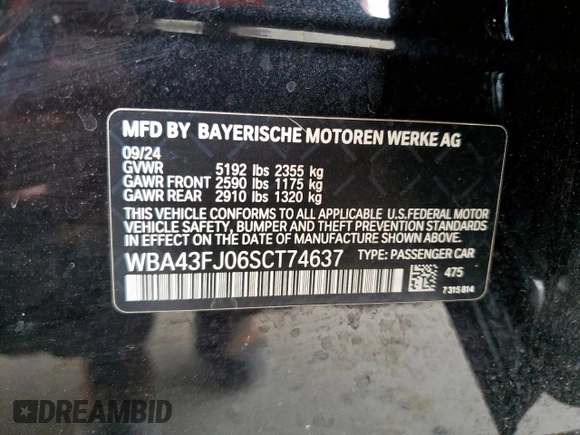 MFD BY BAYERISCHE MOTOREN WERKE AG
09/24
GVWR 5192 lbs 2355 kg
GAWR FRONT 2590 lbs 1175 kg
GAWR REAR 2910 lbs 1320 kg
THIS VEHICLE CONFORMS TO ALL APPLICABLE U.S.FEDERAL MOTOR
VEHICLE SAFETY, BUMPER AND THEFT PREVENTION STANDARDS
IN EFFECT ON THE DATE OF MANUFACTURE SHOWN ABOVE.
WBA43FJ06SCT74637 TYPE: PASSENGER CAR
475
7 315 814
DREAMBID